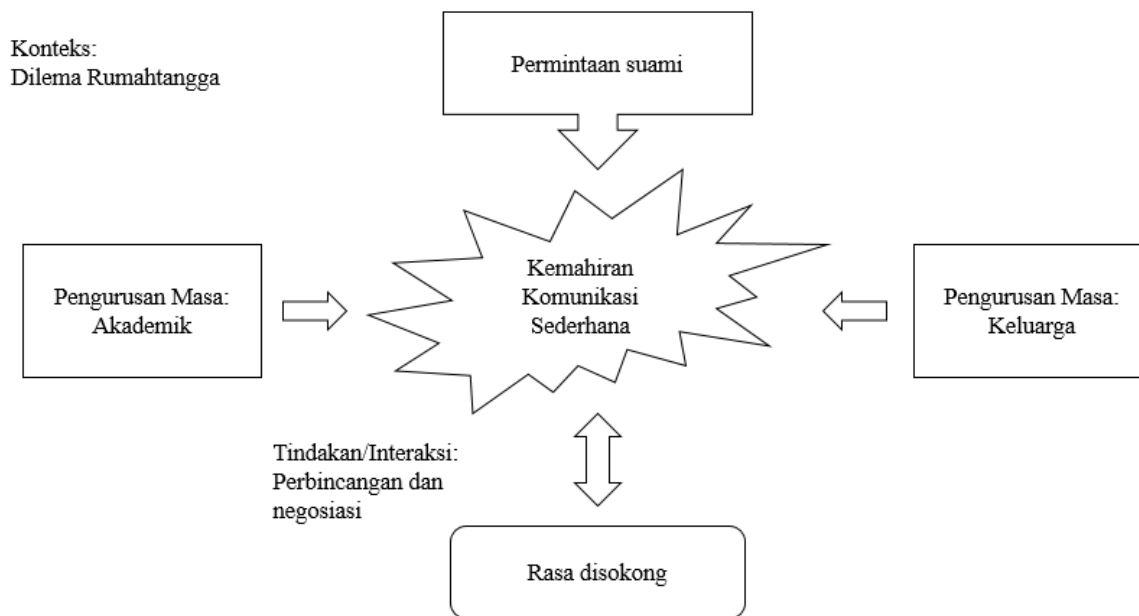 Konteks:
Dilema Rumahtangga
Permintaan suami
Pengurusan Masa:
Akademik
Kemahiran
Komunikasi
Sederhana
Pengurusan Masa:
Keluarga
Tindakan/Interaksi:
Perbincangan dan
negosiasi
Rasa disokong